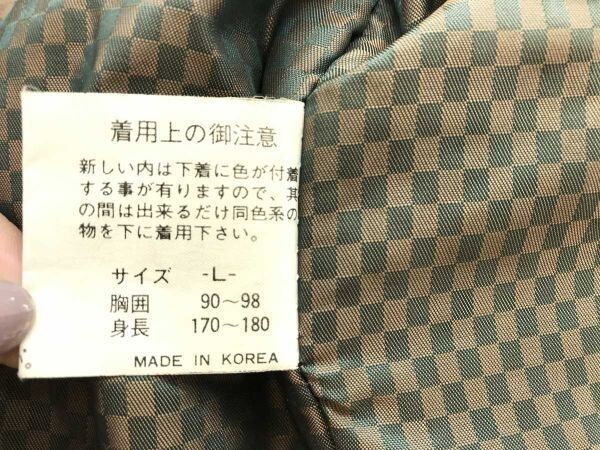 着用上の御注意
新しい内は下着に色が付着
する事が有りますので、其
の間は出来るだけ同色系の
物を下に着用下さい。
サイズ -L-
胸囲 90～98
身長 170～180
MADE IN KOREA